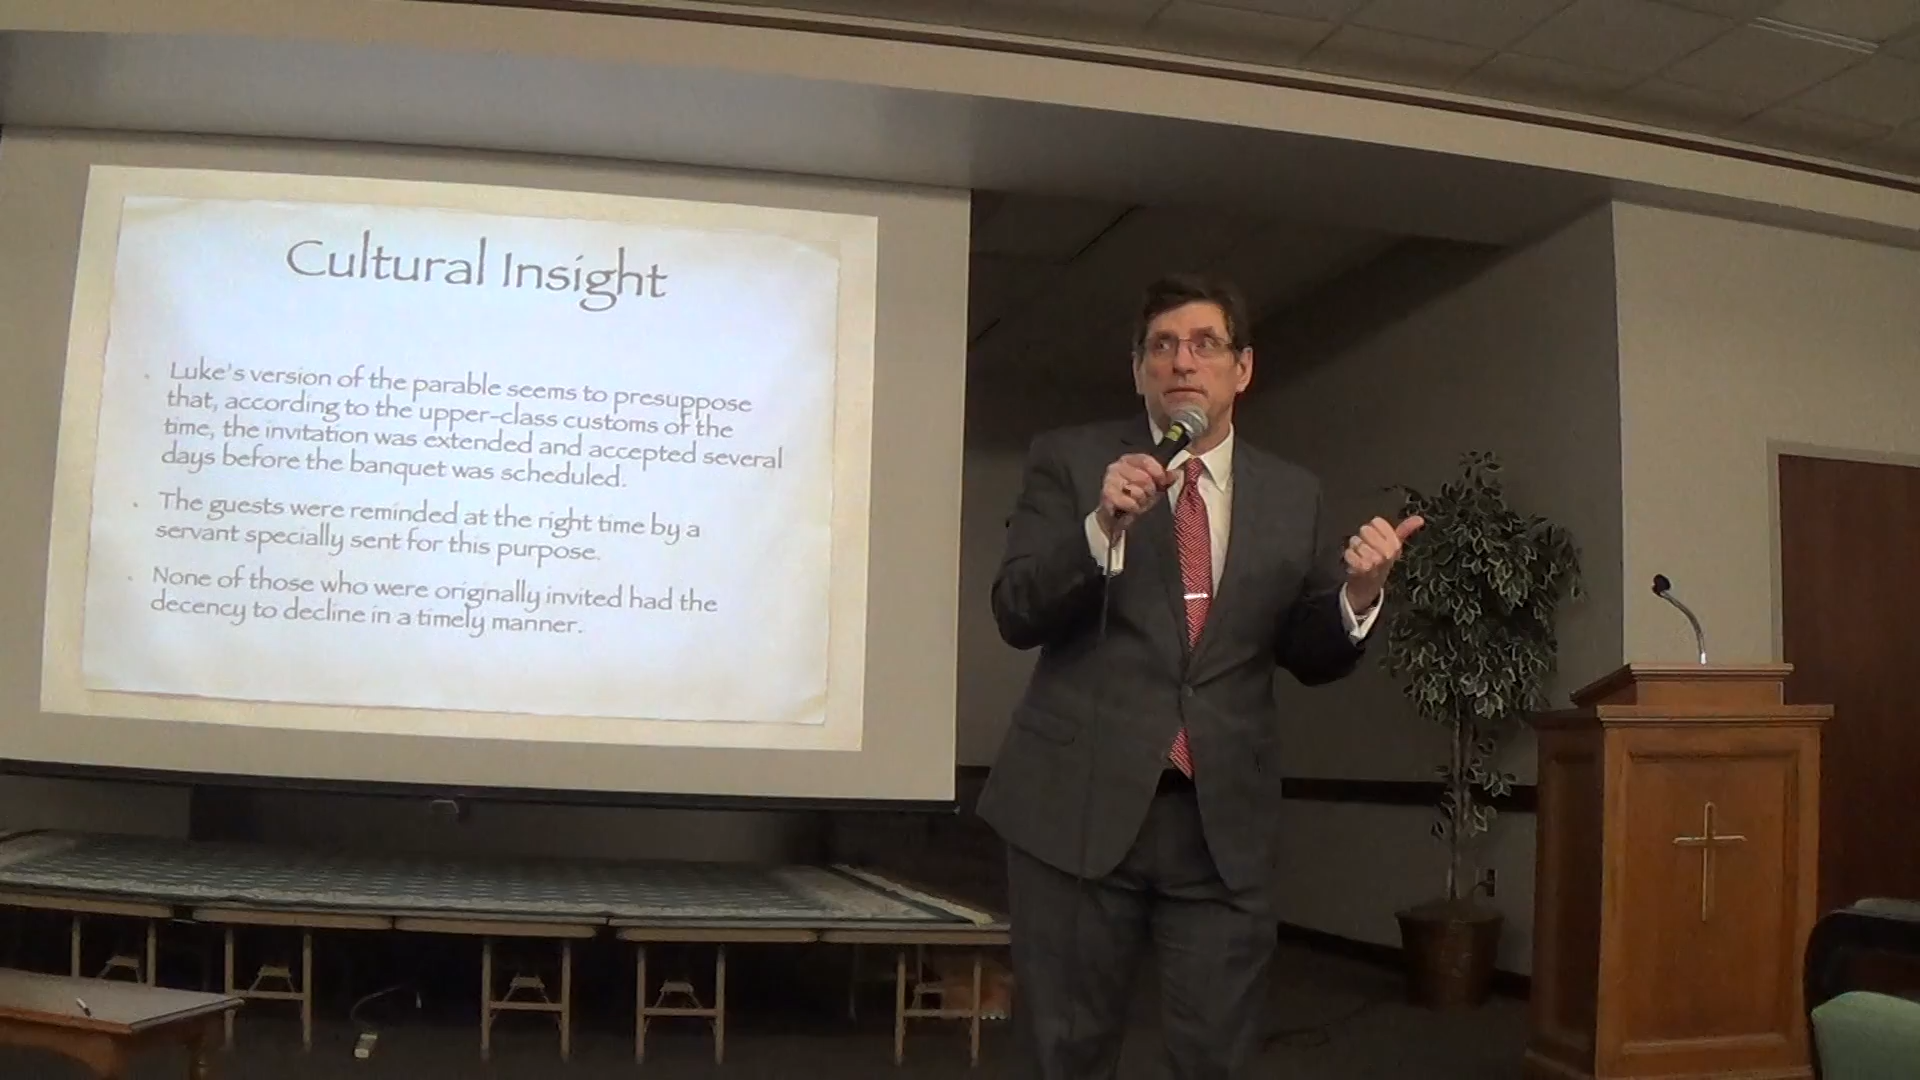 Cultural Insight
Luke's version of the parable seems to presuppose
that, according to the upper-class customs of the
time, the invitation was extended and accepted several
days before the banquet was scheduled.
The guests were reminded at the right time by a
servant specially sent for this purpose.
None of those who were originally invited had the
decency to decline in a timely manner.